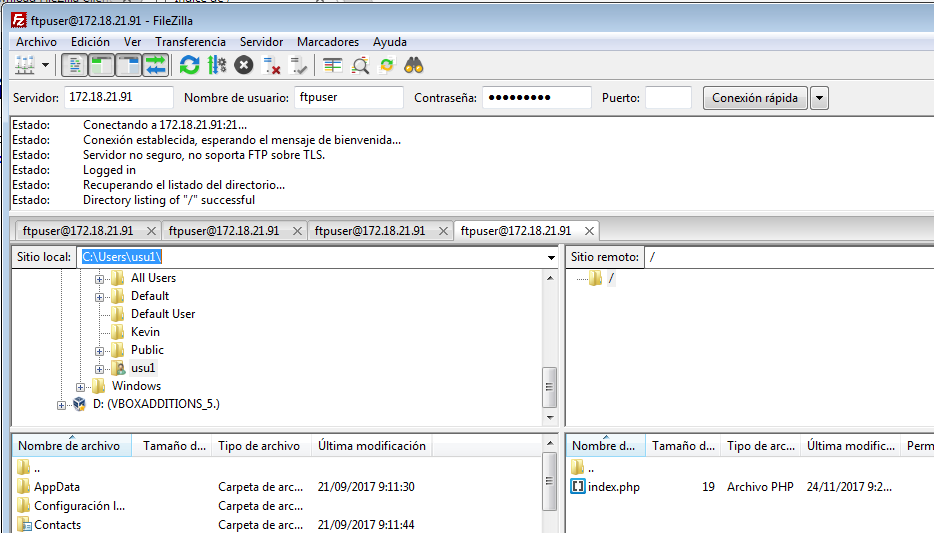 ftpuser@172.18.21.91 - FileZilla
Archivo Edición Ver Transferencia Servidor Marcadores Ayuda
Servidor: 172.18.21.91 Nombre de usuario: ftpuser Contraseña: ●●●●●●●●● Puerto: Conexión rápida
Estado: Conectando a 172.18.21.91:21...
Estado: Conexión establecida, esperando el mensaje de bienvenida...
Estado: Servidor no seguro, no soporta FTP sobre TLS.
Estado: Logged in
Estado: Recuperando el listado del directorio...
Estado: Directory listing of "/" successful
ftpuser@172.18.21.91 ftpuser@172.18.21.91 ftpuser@172.18.21.91 ftpuser@172.18.21.91
Sitio local: C:\Users\usu1\
All Users
Default
Default User
Kevin
Public
usu1
Windows
D: (VBOXADDITIONS_5.)
Sitio remoto: /
/
Nombre de archivo Tamaño d... Tipo de archivo Última modificación
..
AppData Carpeta de arc... 21/09/2017 9:11:30
Configuración l... Carpeta de arc...
Contacts Carpeta de arc... 21/09/2017 9:11:44
Nombre d... Tamaño d... Tipo de arc... Última modific... Perm
..
index.php 19 Archivo PHP 24/11/2017 9:2...